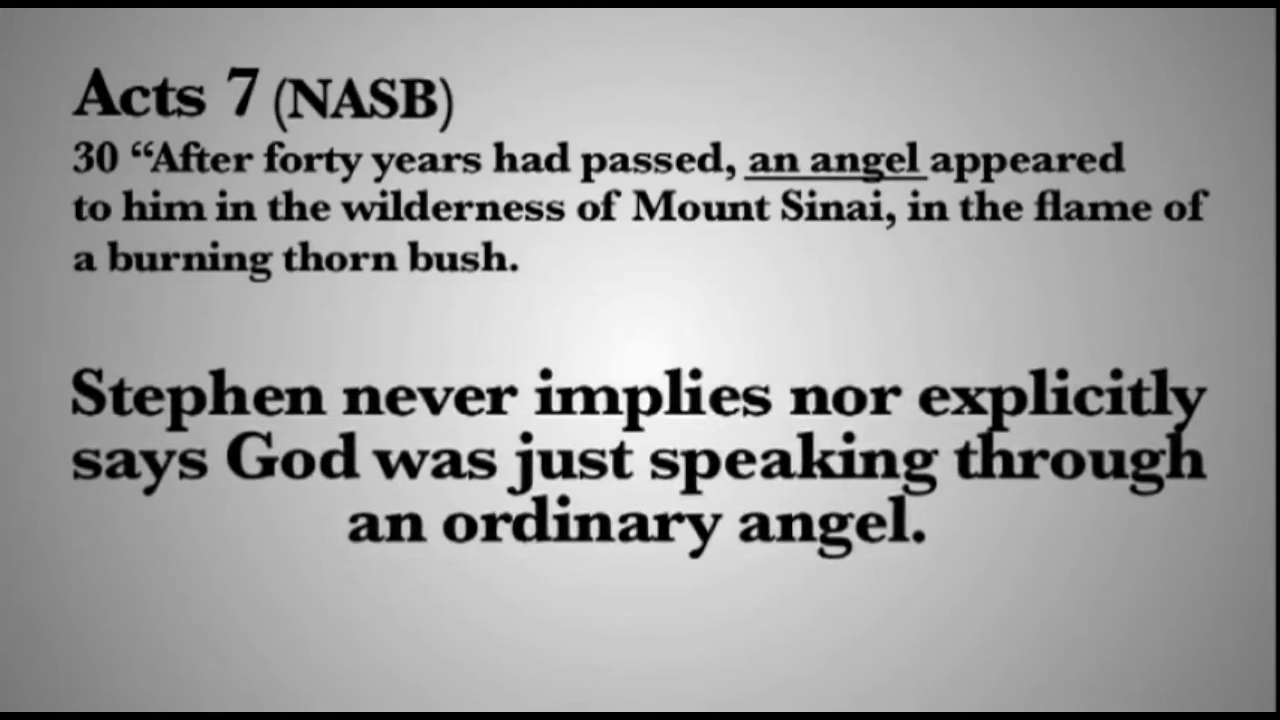 Acts 7 (NASB)
30 “After forty years had passed, an angel appeared
to him in the wilderness of Mount Sinai, in the flame of
a burning thorn bush.
Stephen never implies nor explicitly
says God was just speaking through
an ordinary angel.